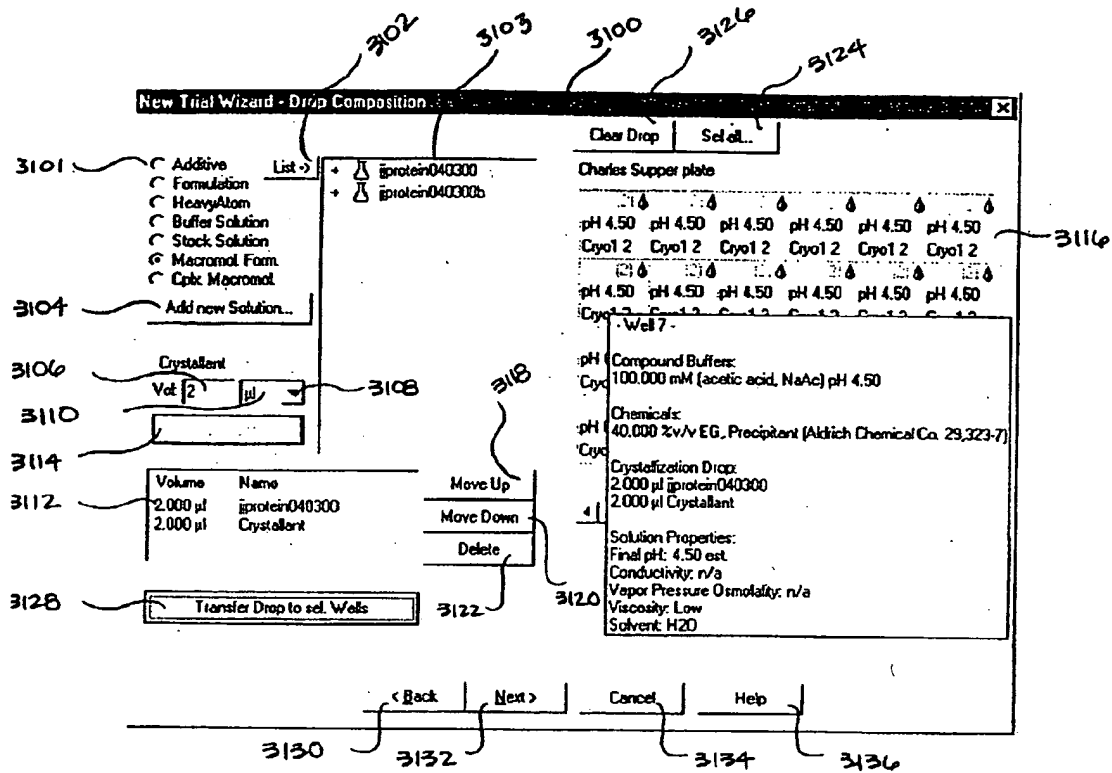 3102
3103
3100
3126
3124
New Trial Wizard - Drop Composition
Clear Drop
Sel all...
3101
Additive
List ->
Formulation
HeavyAtom
Buffer Solution
Stock Solution
Macromol. Form.
Cplx. Macromol.
+ jjprotein040300
+ jjprotein040300b
Charles Supper plate
pH 4.50 pH 4.50 pH 4.50 pH 4.50 pH 4.50 pH 4.50
Cryo1 2 Cryo1 2 Cryo1 2 Cryo1 2 Cryo1 2 Cryo1 2
3116
pH 4.50 pH 4.50 pH 4.50 pH 4.50 pH 4.50 pH 4.50
3104
Add new Solution...
Crystallant
3106
Vol: 2 µl
3108
3110
3114
- Well 7 -
Compound Buffers:
100.000 mM (acetic acid, NaAc) pH 4.50
Chemicals:
40.000 %v/v EG, Precipitant (Aldrich Chemical Co. 29,323-7)
Crystallization Drop:
2.000 µl jjprotein040300
2.000 µl Crystallant
Solution Properties:
Final pH: 4.50 est.
Conductivity: n/a
Vapor Pressure Osmolality: n/a
Viscosity: Low
Solvent: H2O
3118
3112
Volume Name
2.000 µl jjprotein040300
2.000 µl Crystallant
Move Up
Move Down
Delete
3120
3122
3128
Transfer Drop to sel. Wells
< Back
Next >
Cancel
Help
3130
3132
3134
3136